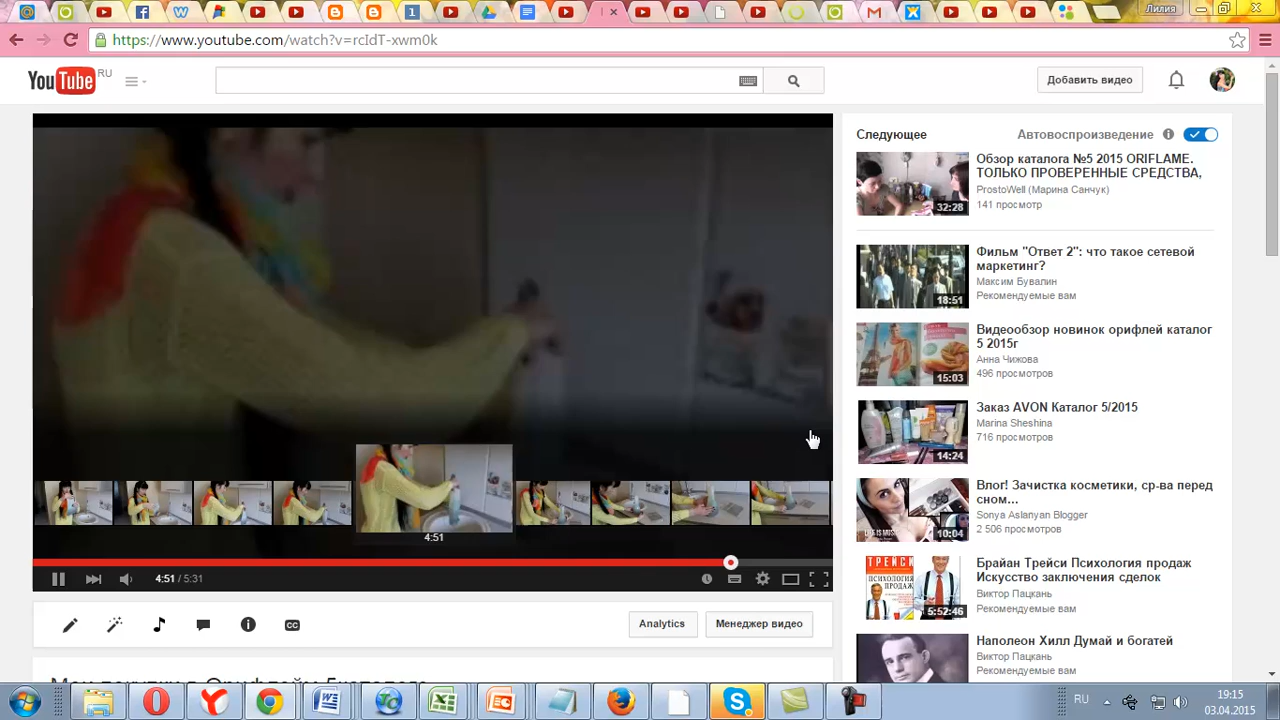 Лилия
https://www.youtube.com/watch?v=rcIdT-xwm0k
YouTube RU
Добавить видео
Следующее
Автовоспроизведение
Обзор каталога №5 2015 ORIFLAME.
ТОЛЬКО ПРОВЕРЕННЫЕ СРЕДСТВА,
ProstoWell (Марина Санчук)
141 просмотр
32:28
Фильм "Ответ 2": что такое сетевой
маркетинг?
Максим Бувалин
Рекомендуемые вам
18:51
Видеообзор новинок орифлей каталог
5 2015г
Анна Чижова
496 просмотров
15:03
Заказ AVON Каталог 5/2015
Marina Sheshina
716 просмотров
14:24
Влог! Зачистка косметики, ср-ва перед
сном...
Sonya Aslanyan Blogger
2 506 просмотров
10:04
Брайан Трейси Психология продаж
Искусство заключения сделок
Виктор Пацкань
Рекомендуемые вам
ТРЕЙСИ
ПСИХОЛОГИЯ
ПРОДАЖ
5:52:46
Наполеон Хилл Думай и богатей
Виктор Пацкань
Рекомендуемые вам
4:51
4:51 / 5:31
CC
Analytics
Менеджер видео
RU
19:15
03.04.2015